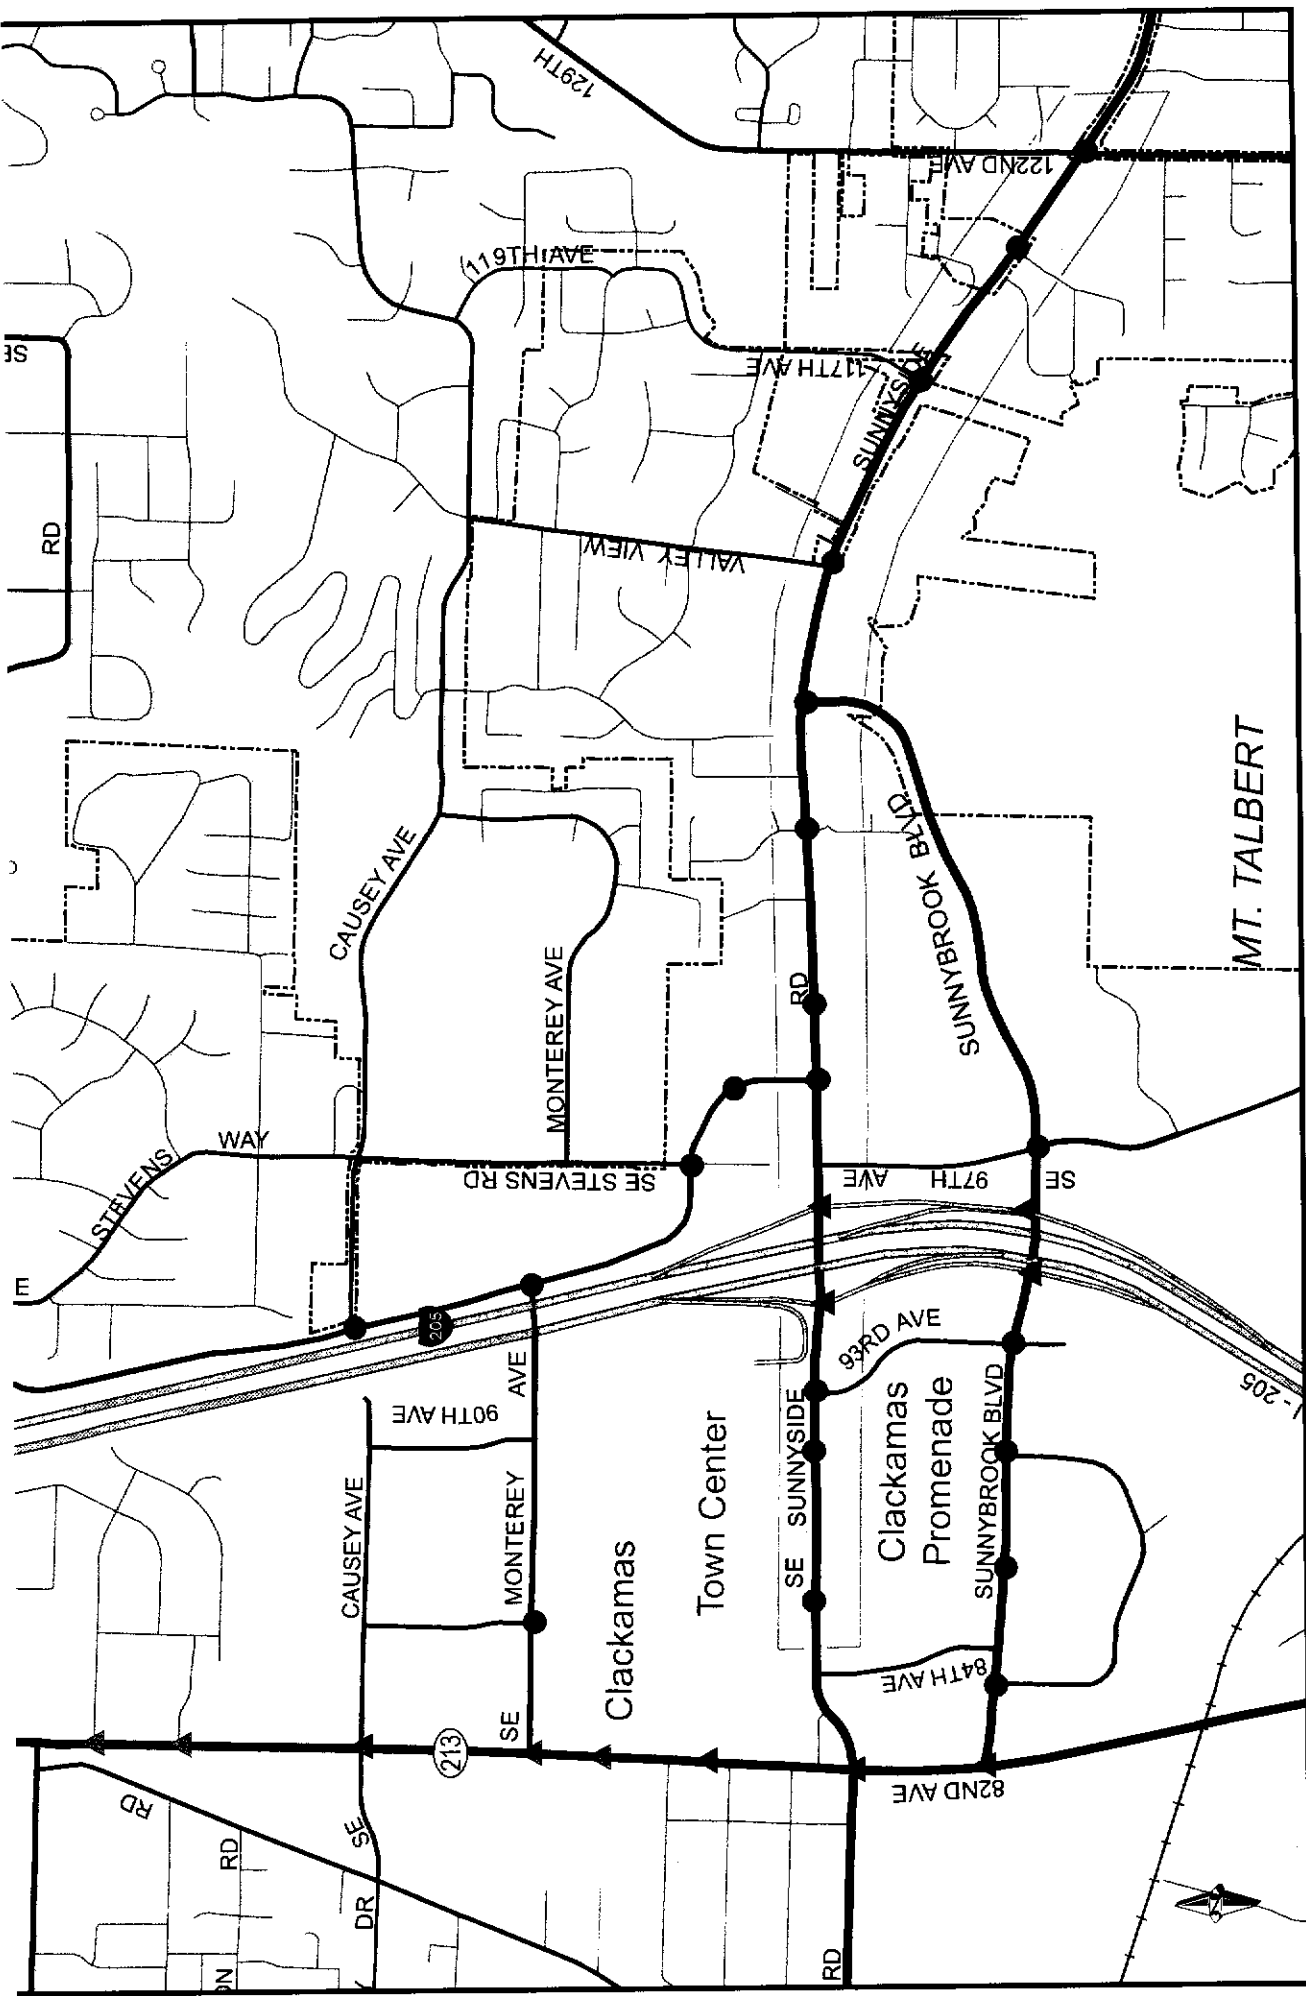 129TH
122ND AVE
119TH AVE
117TH AVE
SE
RD
SUNNYSIDE
VALLEY VIEW
MT. TALBERT
CAUSEY AVE
SUNNYBROOK BLVD
MONTEREY AVE
RD
STEVENS
WAY
SE STEVENS RD
SE
97TH
AVE
E
205
I - 205
93RD AVE
90TH AVE
CAUSEY AVE
SE
MONTEREY
AVE
Clackamas
Town Center
SE
SUNNYSIDE
Clackamas
Promenade
SUNNYBROOK BLVD
84TH AVE
213
82ND AVE
RD
RD
SE
DR
ON
RD
N